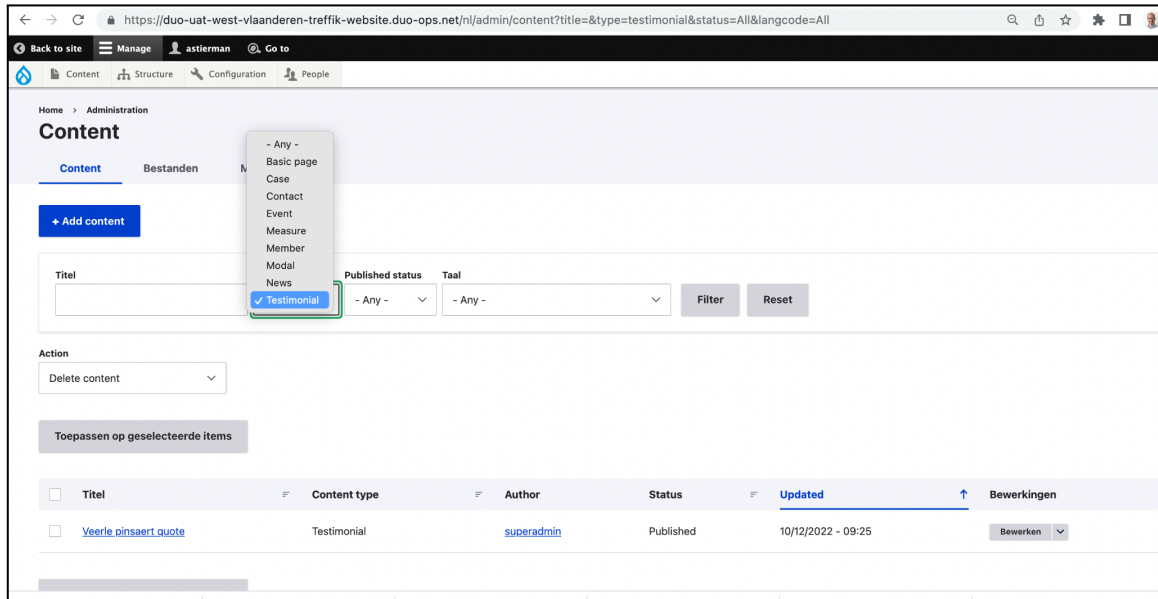 https://duo-uat-west-vlaanderen-treffik-website.duo-ops.net/nl/admin/content?title=&type=testimonial&status=All&langcode=All
Back to site Manage astierman Go to
Content Structure Configuration People
Home > Administration
Content
Content Bestanden M
- Any -
Basic page
Case
Contact
Event
Measure
Member
Modal
News
✓ Testimonial
+ Add content
Titel Published status Taal
- Any - - Any - Filter Reset
Action
Delete content
Toepassen op geselecteerde items
Titel Content type Author Status Updated Bewerkingen
Veerle pinsaert quote Testimonial superadmin Published 10/12/2022 - 09:25 Bewerken